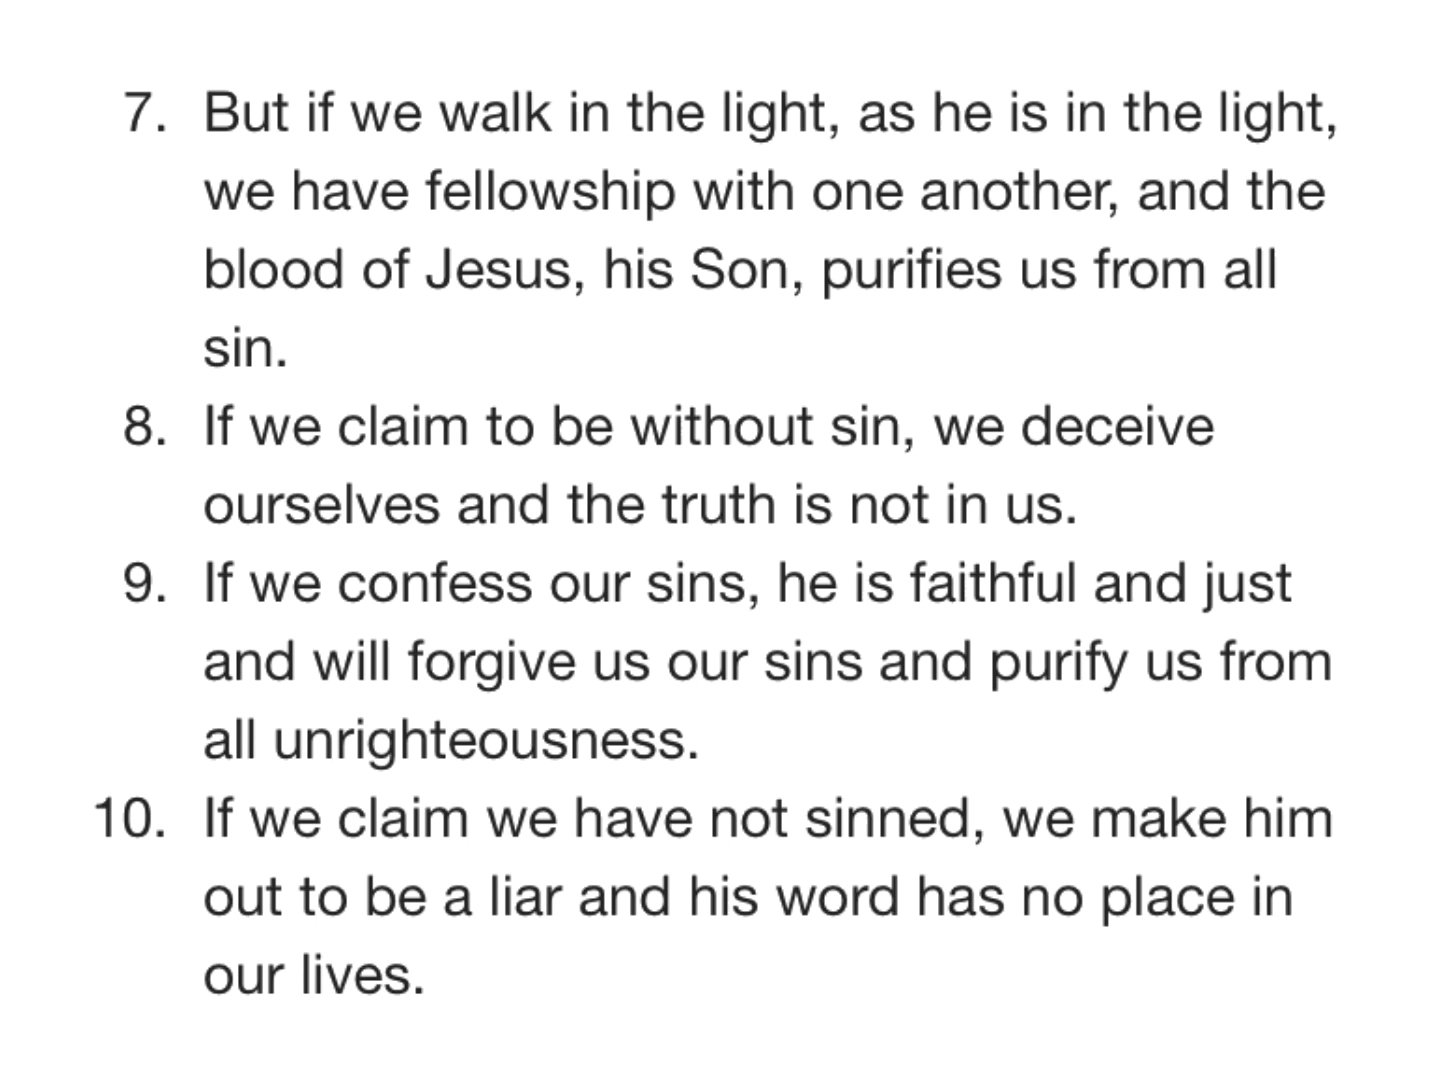 7. But if we walk in the light, as he is in the light,
we have fellowship with one another, and the
blood of Jesus, his Son, purifies us from all
sin.
8. If we claim to be without sin, we deceive
ourselves and the truth is not in us.
9. If we confess our sins, he is faithful and just
and will forgive us our sins and purify us from
all unrighteousness.
10. If we claim we have not sinned, we make him
out to be a liar and his word has no place in
our lives.